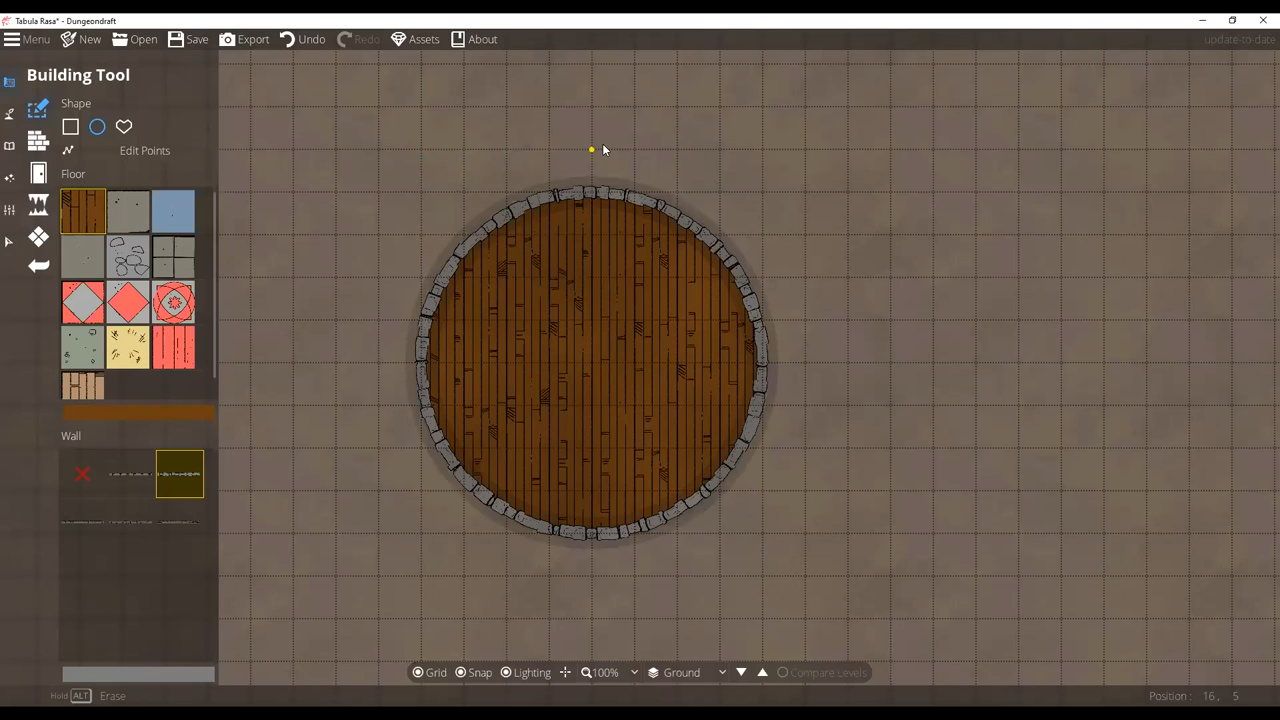 Tabula Rasa* - Dungeondraft
Menu New Open Save Export Undo Redo Assets About update-to-date
Building Tool
Shape
Edit Points
Floor
Wall
Grid Snap Lighting 100% Ground Compare Levels
Hold ALT Erase Position : 16, 5